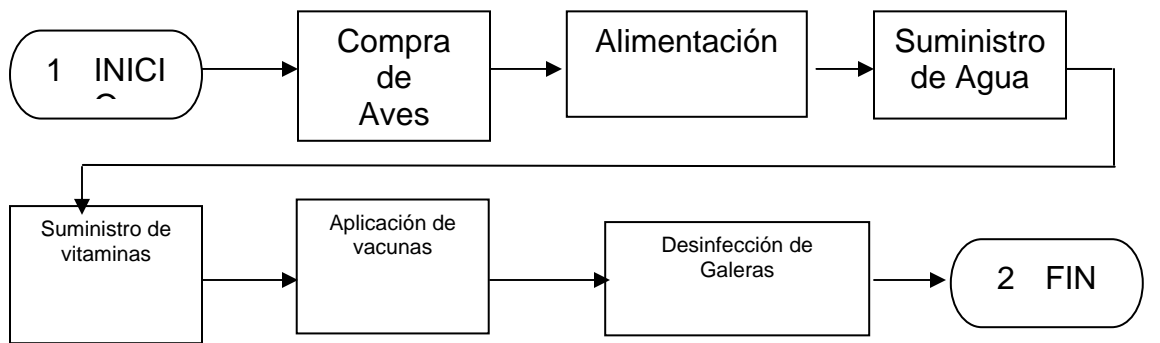 1 INICI
Compra
de
Aves
Alimentación
Suministro
de Agua
Suministro de
vitaminas
Aplicación de
vacunas
Desinfección de
Galeras
2 FIN